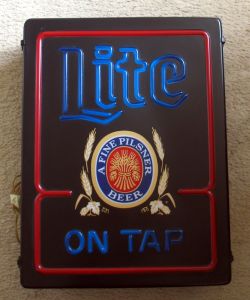 Lite
A FINE PILSNER
BEER
ON TAP